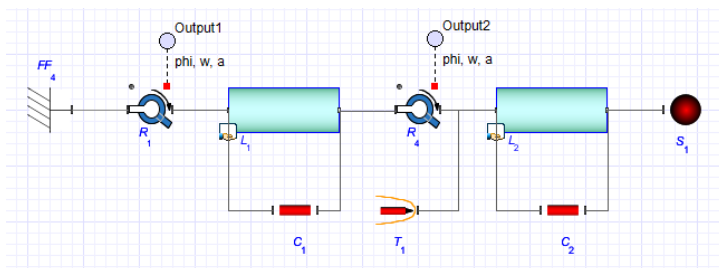 Output1
Output2
phi, w, a
phi, w, a
FF4
R1
L1
R4
L2
S1
C1
T1
C2